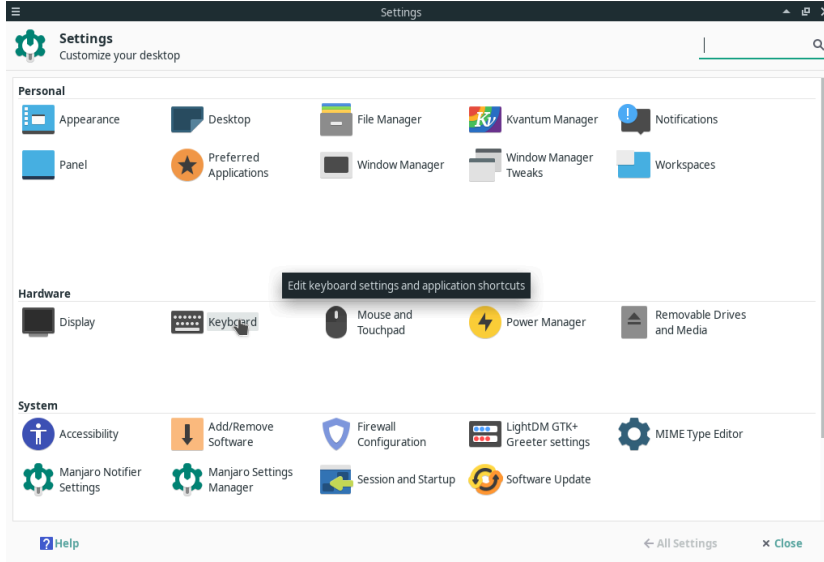 Settings
Settings
Customize your desktop
Personal
Appearance
Desktop
File Manager
Kv
Kvantum Manager
!
Notifications
Panel
Preferred
Applications
Window Manager
Window Manager
Tweaks
Workspaces
Edit keyboard settings and application shortcuts
Hardware
Display
Keyboard
Mouse and
Touchpad
Power Manager
Removable Drives
and Media
System
Accessibility
Add/Remove
Software
Firewall
Configuration
LightDM GTK+
Greeter settings
MIME Type Editor
Manjaro Notifier
Settings
Manjaro Settings
Manager
Session and Startup
Software Update
? Help
← All Settings
× Close